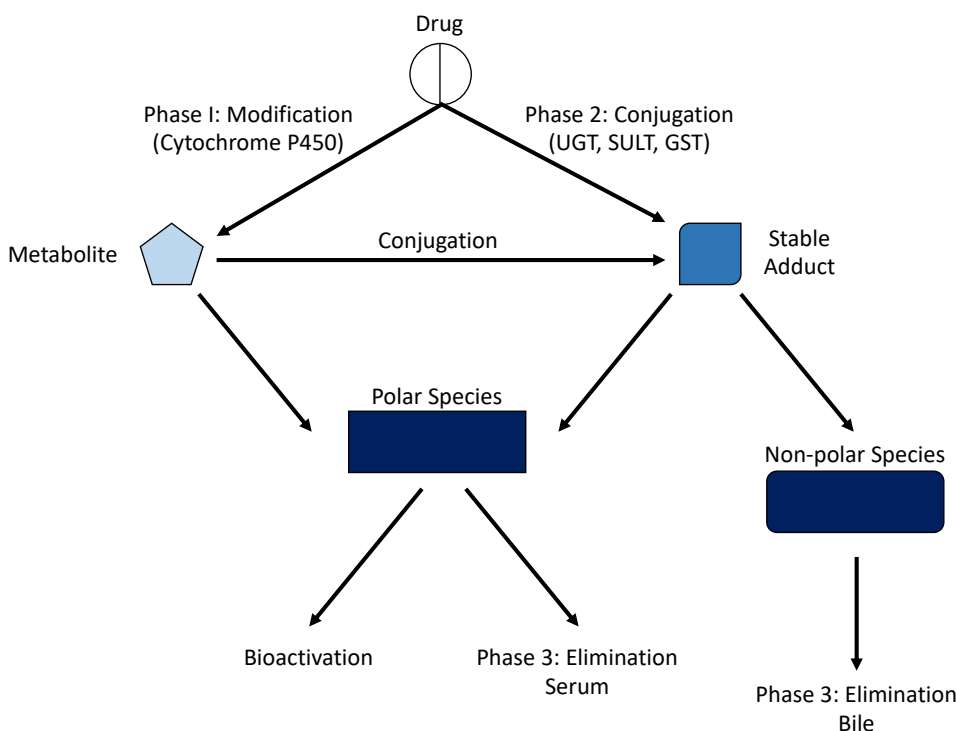 Drug
Phase I: Modification
(Cytochrome P450)
Phase 2: Conjugation
(UGT, SULT, GST)
Metabolite
Conjugation
Stable
Adduct
Polar Species
Non-polar Species
Bioactivation
Phase 3: Elimination
Serum
Phase 3: Elimination
Bile